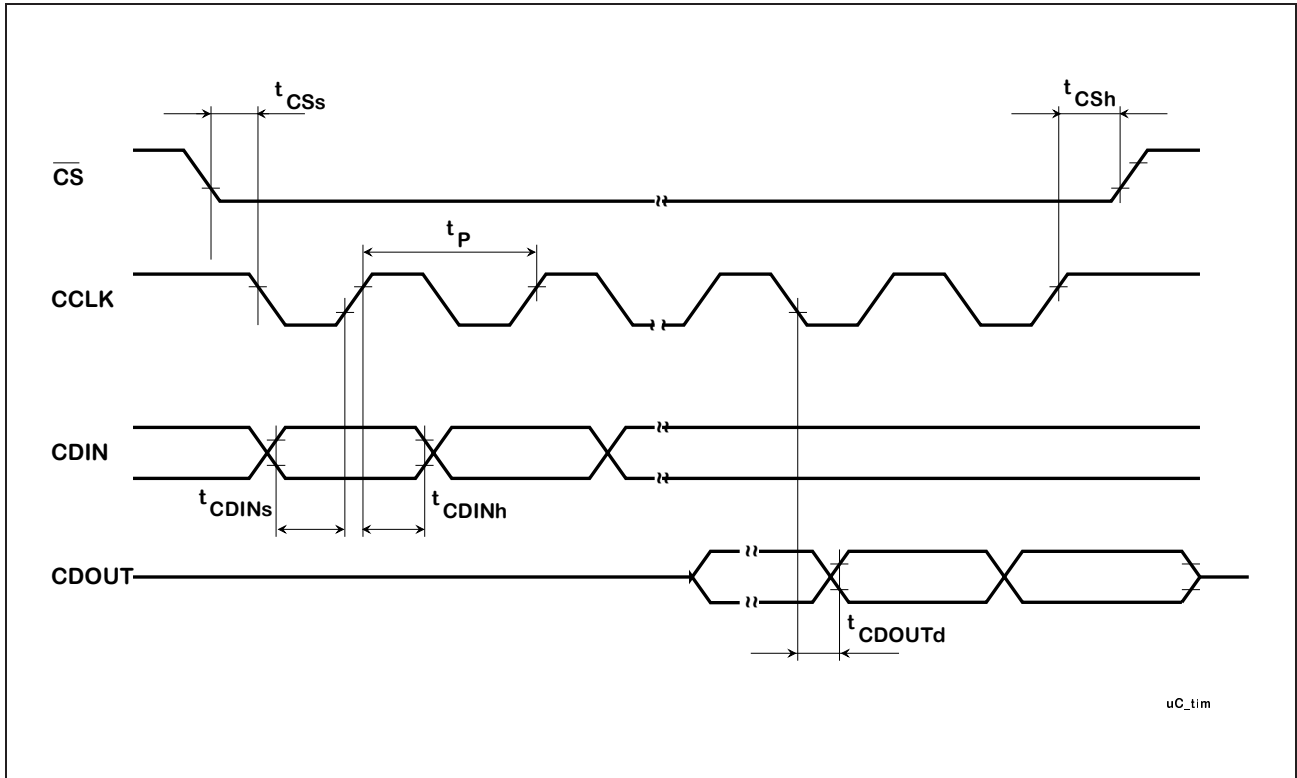 t CSs
t CSh
CS
t P
CCLK
CDIN
t CDINs
t CDINh
CDOUT
t CDOUTd
uC_tim